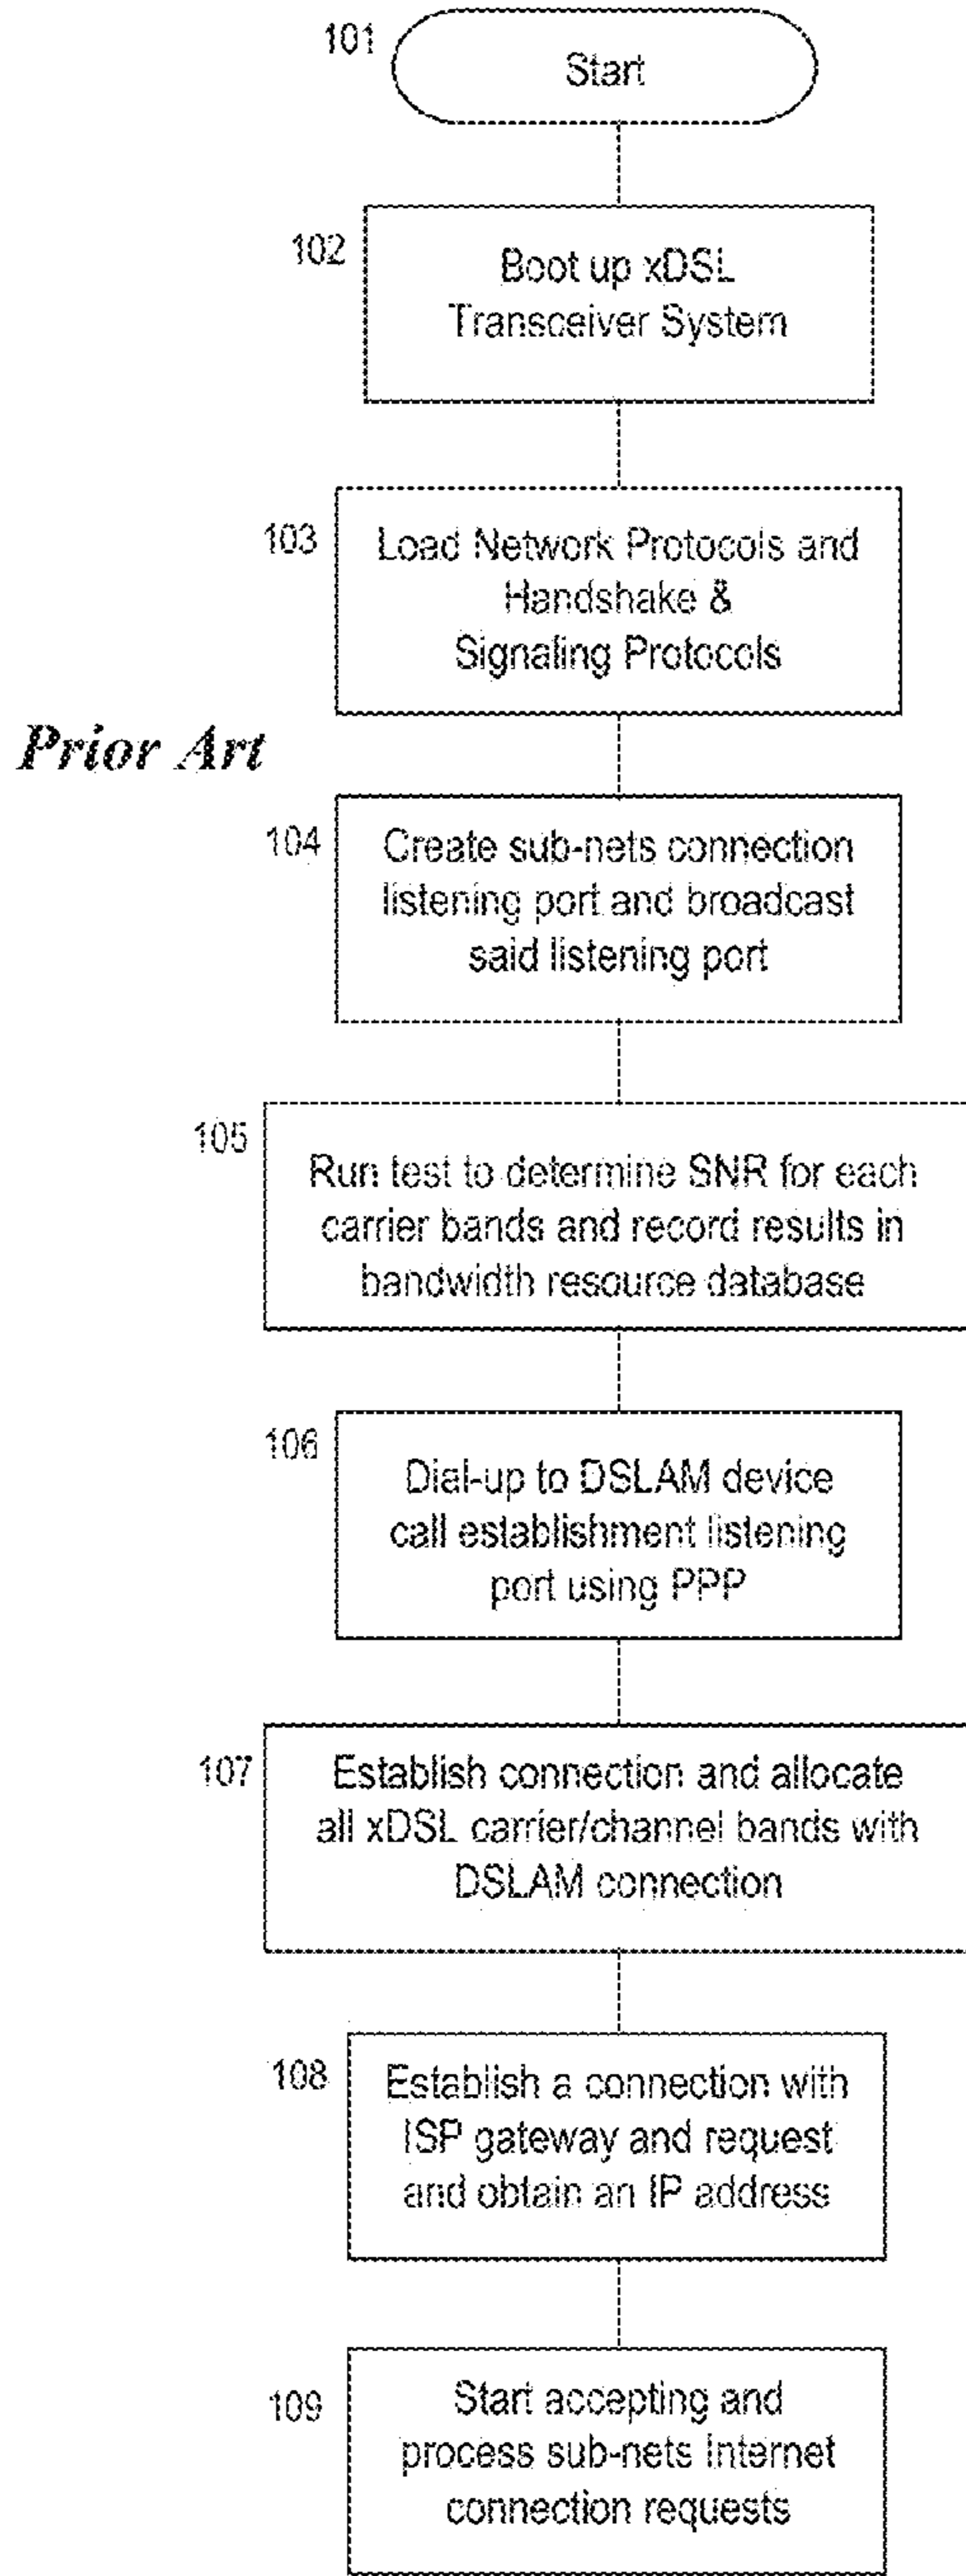 101
Start
102
Boot up xDSL
Transceiver System
103
Load Network Protocols and
Handshake &
Signaling Protocols
Prior Art
104
Create sub-nets connection
listening port and broadcast
said listening port
105
Run test to determine SNR for each
carrier bands and record results in
bandwidth resource database
106
Dial-up to DSLAM device
call establishment listening
port using PPP
107
Establish connection and allocate
all xDSL carrier/channel bands with
DSLAM connection
108
Establish a connection with
ISP gateway and request
and obtain an IP address
109
Start accepting and
process sub-nets Internet
connection requests